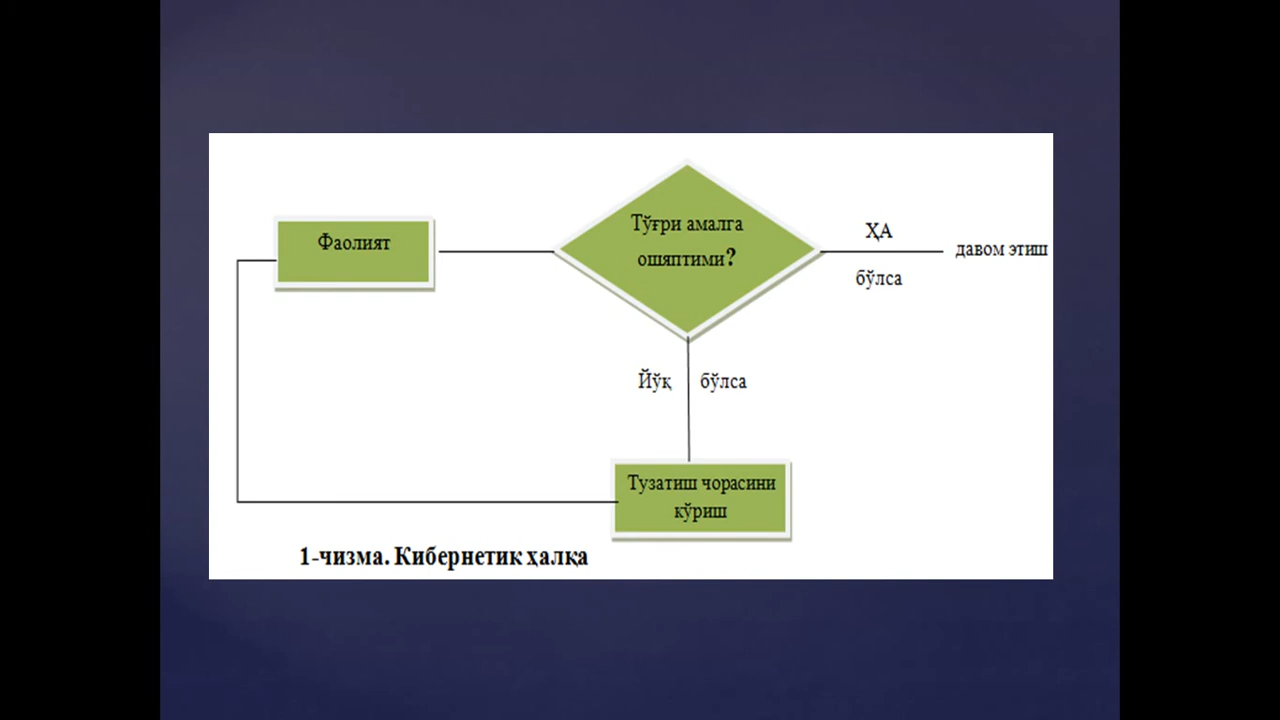 Фаолият
Тўғри амалга
ошяптими?
ҲА
бўлса
давом этиш
Йўқ бўлса
Тузатиш чорасини
кўриш
1-чизма. Кибернетик ҳалқа